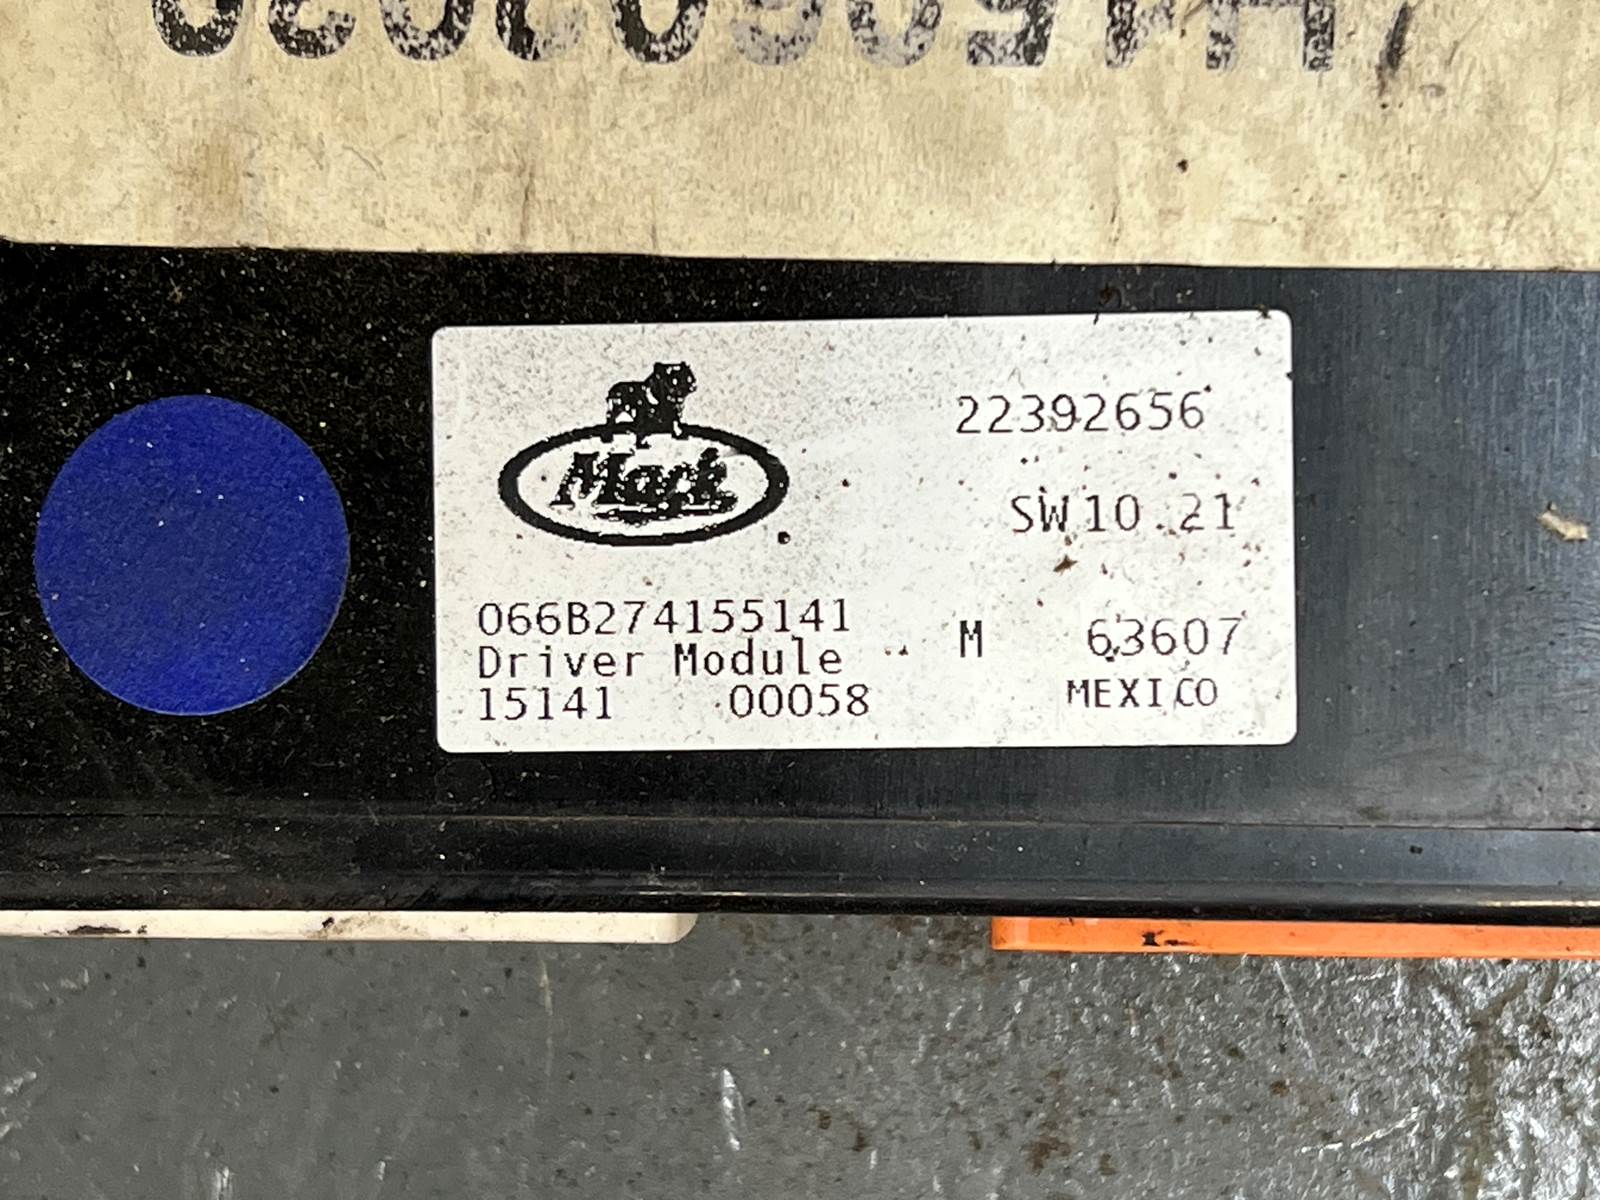 Mack
22392656
SW10.21
066B274155141
Driver Module
M 63607
15141 00058
MEXICO